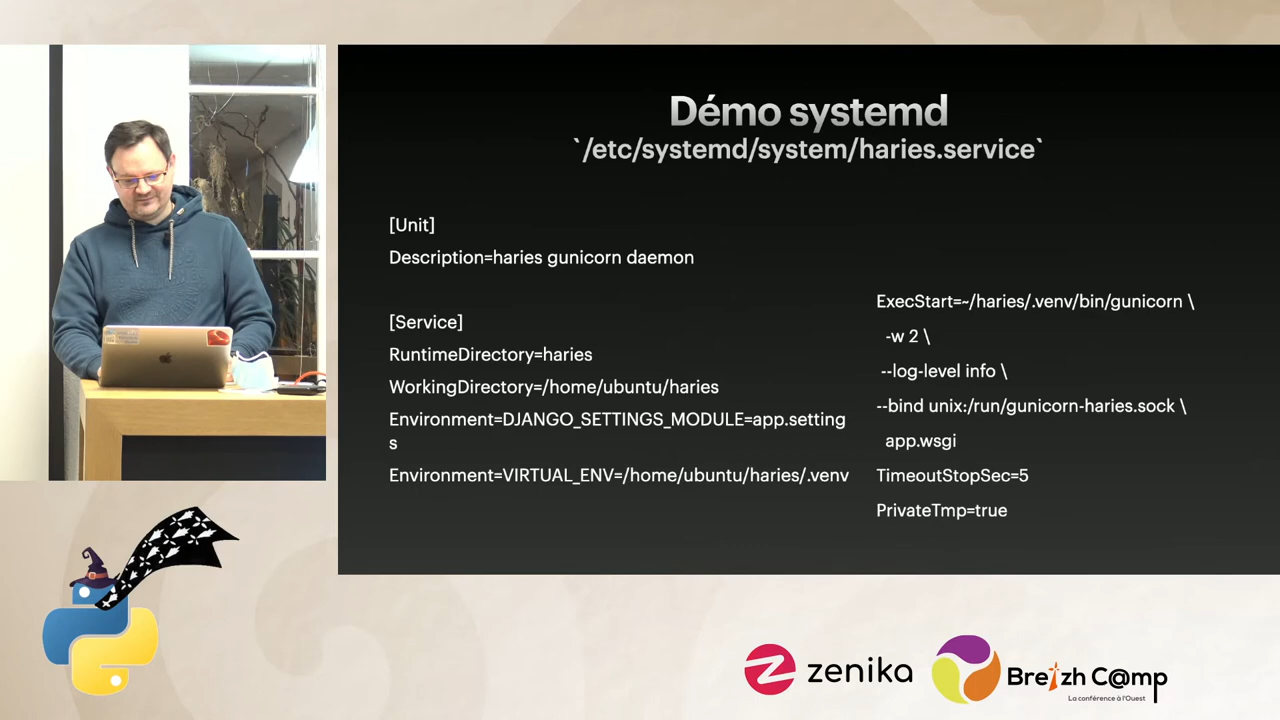 Démo systemd
`/etc/systemd/system/haries.service`
[Unit]
Description=haries gunicorn daemon
[Service]
RuntimeDirectory=haries
WorkingDirectory=/home/ubuntu/haries
Environment=DJANGO_SETTINGS_MODULE=app.setting
s
Environment=VIRTUAL_ENV=/home/ubuntu/haries/.venv
ExecStart=~/haries/.venv/bin/gunicorn \
-w 2 \
--log-level info \
--bind unix:/run/gunicorn-haries.sock \
app.wsgi
TimeoutStopSec=5
PrivateTmp=true
zenika
Breizh C@mp
La conférence à l'Ouest